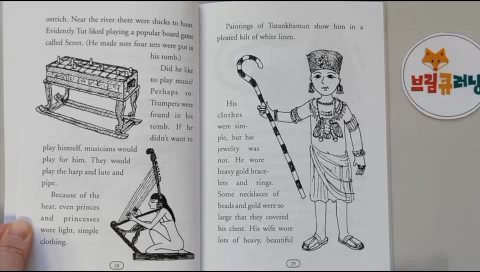 ostrich. Near the river there were ducks to hunt.
Evidently Tut liked playing a popular board game
called Senet. (He made sure four sets were put in
his tomb.)
Did he like
to play music?
Perhaps so.
Trumpets were
found in his
tomb. If he
didn't want to
play himself, musicians would
play for him. They would
play the harp and lute and
pipe.
Because of the
heat, even princes
and princesses
wore light, simple
clothing.
28
Paintings of Tutankhamun show him in a
pleated kilt of white linen.
His
clothes
were sim-
ple, but his
jewelry was
not. He wore
heavy gold brace-
lets and rings.
Some necklaces of
beads and gold were so
large that they covered
his chest. His wife wore
lots of heavy, beautiful
29
브림큐러닝